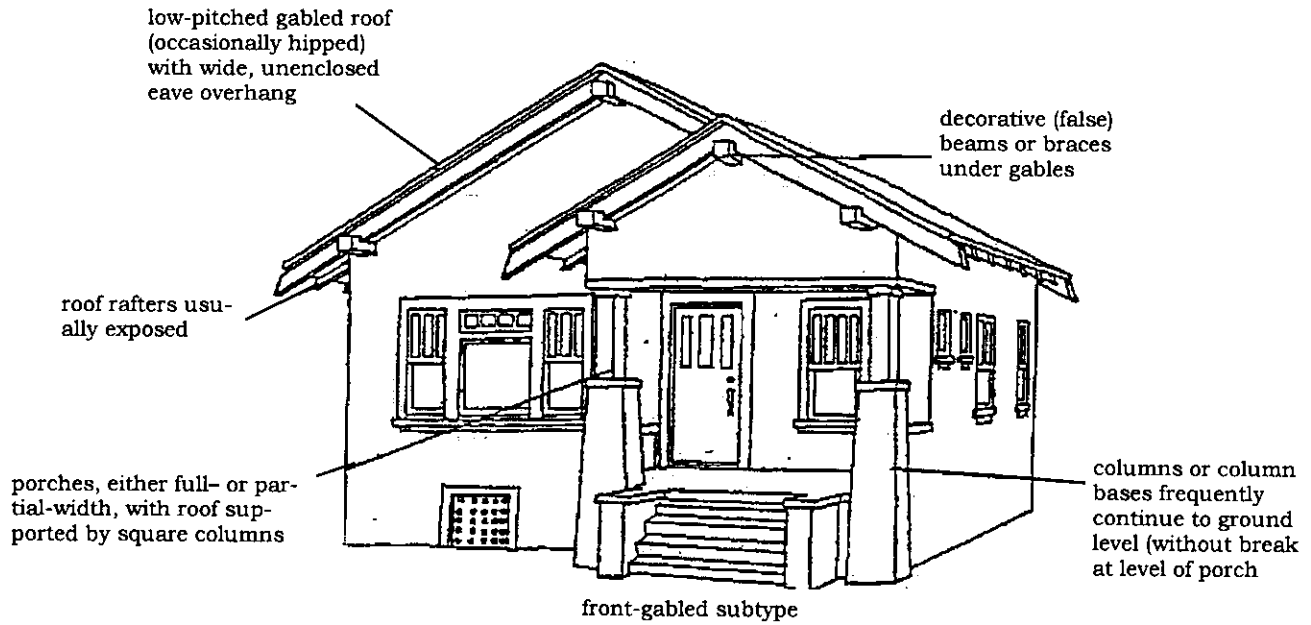 low-pitched gabled roof
(occasionally hipped)
with wide, unenclosed
eave overhang
decorative (false)
beams or braces
under gables
roof rafters usu-
ally exposed
porches, either full- or par-
tial-width, with roof sup-
ported by square columns
columns or column
bases frequently
continue to ground
level (without break
at level of porch
front-gabled subtype